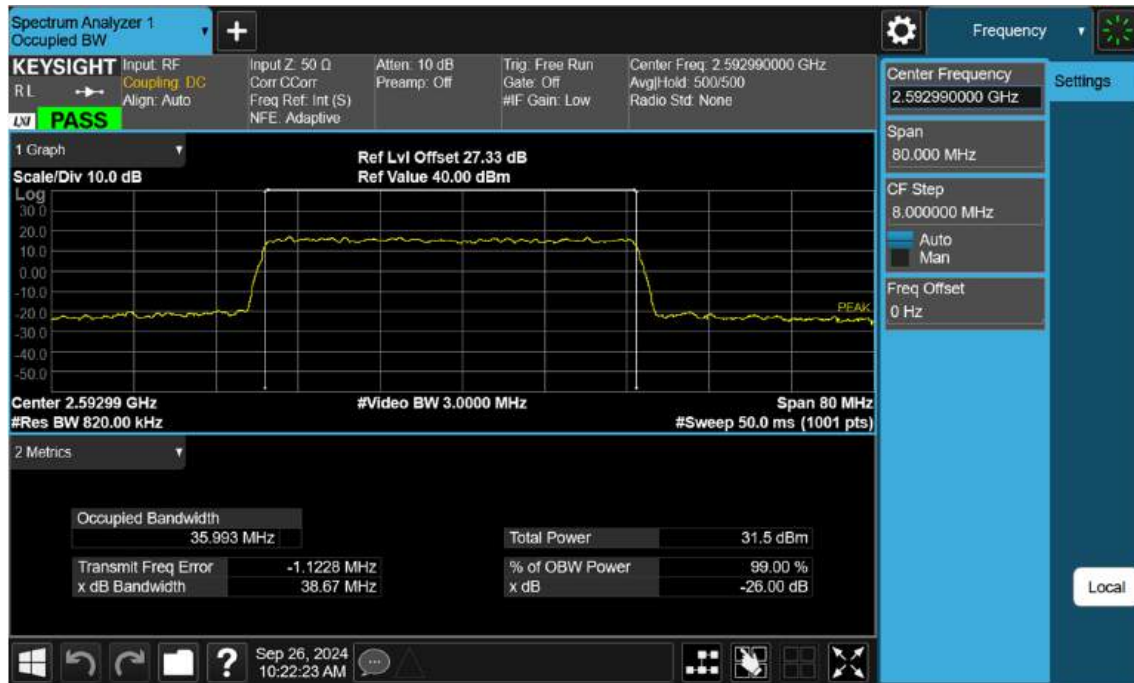 Spectrum Analyzer 1
Occupied BW
Frequency
KEYSIGHT
R L
LXI
PASS
Input: RF
Coupling: DC
Align: Auto
Input Z: 50 Ω
Corr CCorr
Freq Ref: Int (S)
NFE: Adaptive
Atten: 10 dB
Preamp: Off
Trig: Free Run
Gate: Off
#IF Gain: Low
Center Freq: 2.592990000 GHz
Avg|Hold: 500/500
Radio Std: None
Center Frequency
2.592990000 GHz
Settings
Span
80.000 MHz
CF Step
8.000000 MHz
Auto
Man
Freq Offset
0 Hz
Local
1 Graph
Scale/Div 10.0 dB
Ref Lvl Offset 27.33 dB
Ref Value 40.00 dBm
Log
30.0
20.0
10.0
0.00
-10.0
-20.0
-30.0
-40.0
-50.0
PEAK
Center 2.59299 GHz
#Video BW 3.0000 MHz
Span 80 MHz
#Res BW 820.00 kHz
#Sweep 50.0 ms (1001 pts)
2 Metrics
Occupied Bandwidth
35.993 MHz
Total Power 31.5 dBm
Transmit Freq Error -1.1228 MHz
% of OBW Power 99.00 %
x dB Bandwidth 38.67 MHz
x dB -26.00 dB
?
Sep 26, 2024
10:22:23 AM